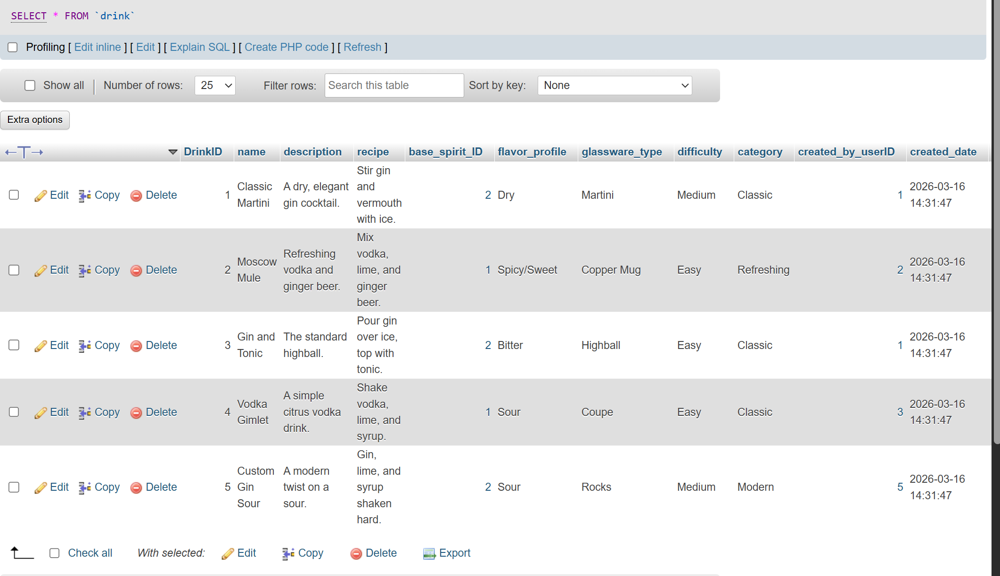 SELECT * FROM `drink`
Profiling [ Edit inline ] [ Edit ] [ Explain SQL ] [ Create PHP code ] [ Refresh ]
Show all | Number of rows: 25 Filter rows: Search this table Sort by key: None
Extra options
DrinkID name description recipe base_spirit_ID flavor_profile glassware_type difficulty category created_by_userID created_date
Edit Copy Delete 1 Classic Martini A dry, elegant gin cocktail. Stir gin and vermouth with ice. 2 Dry Martini Medium Classic 1 2026-03-16 14:31:47
Edit Copy Delete 2 Moscow Mule Refreshing vodka and ginger beer. Mix vodka, lime, and ginger beer. 1 Spicy/Sweet Copper Mug Easy Refreshing 2 2026-03-16 14:31:47
Edit Copy Delete 3 Gin and Tonic The standard highball. Pour gin over ice, top with tonic. 2 Bitter Highball Easy Classic 1 2026-03-16 14:31:47
Edit Copy Delete 4 Vodka Gimlet A simple citrus vodka drink. Shake vodka, lime, and syrup. 1 Sour Coupe Easy Classic 3 2026-03-16 14:31:47
Edit Copy Delete 5 Custom Gin Sour A modern twist on a sour. Gin, lime, and syrup shaken hard. 2 Sour Rocks Medium Modern 5 2026-03-16 14:31:47
Check all With selected: Edit Copy Delete Export